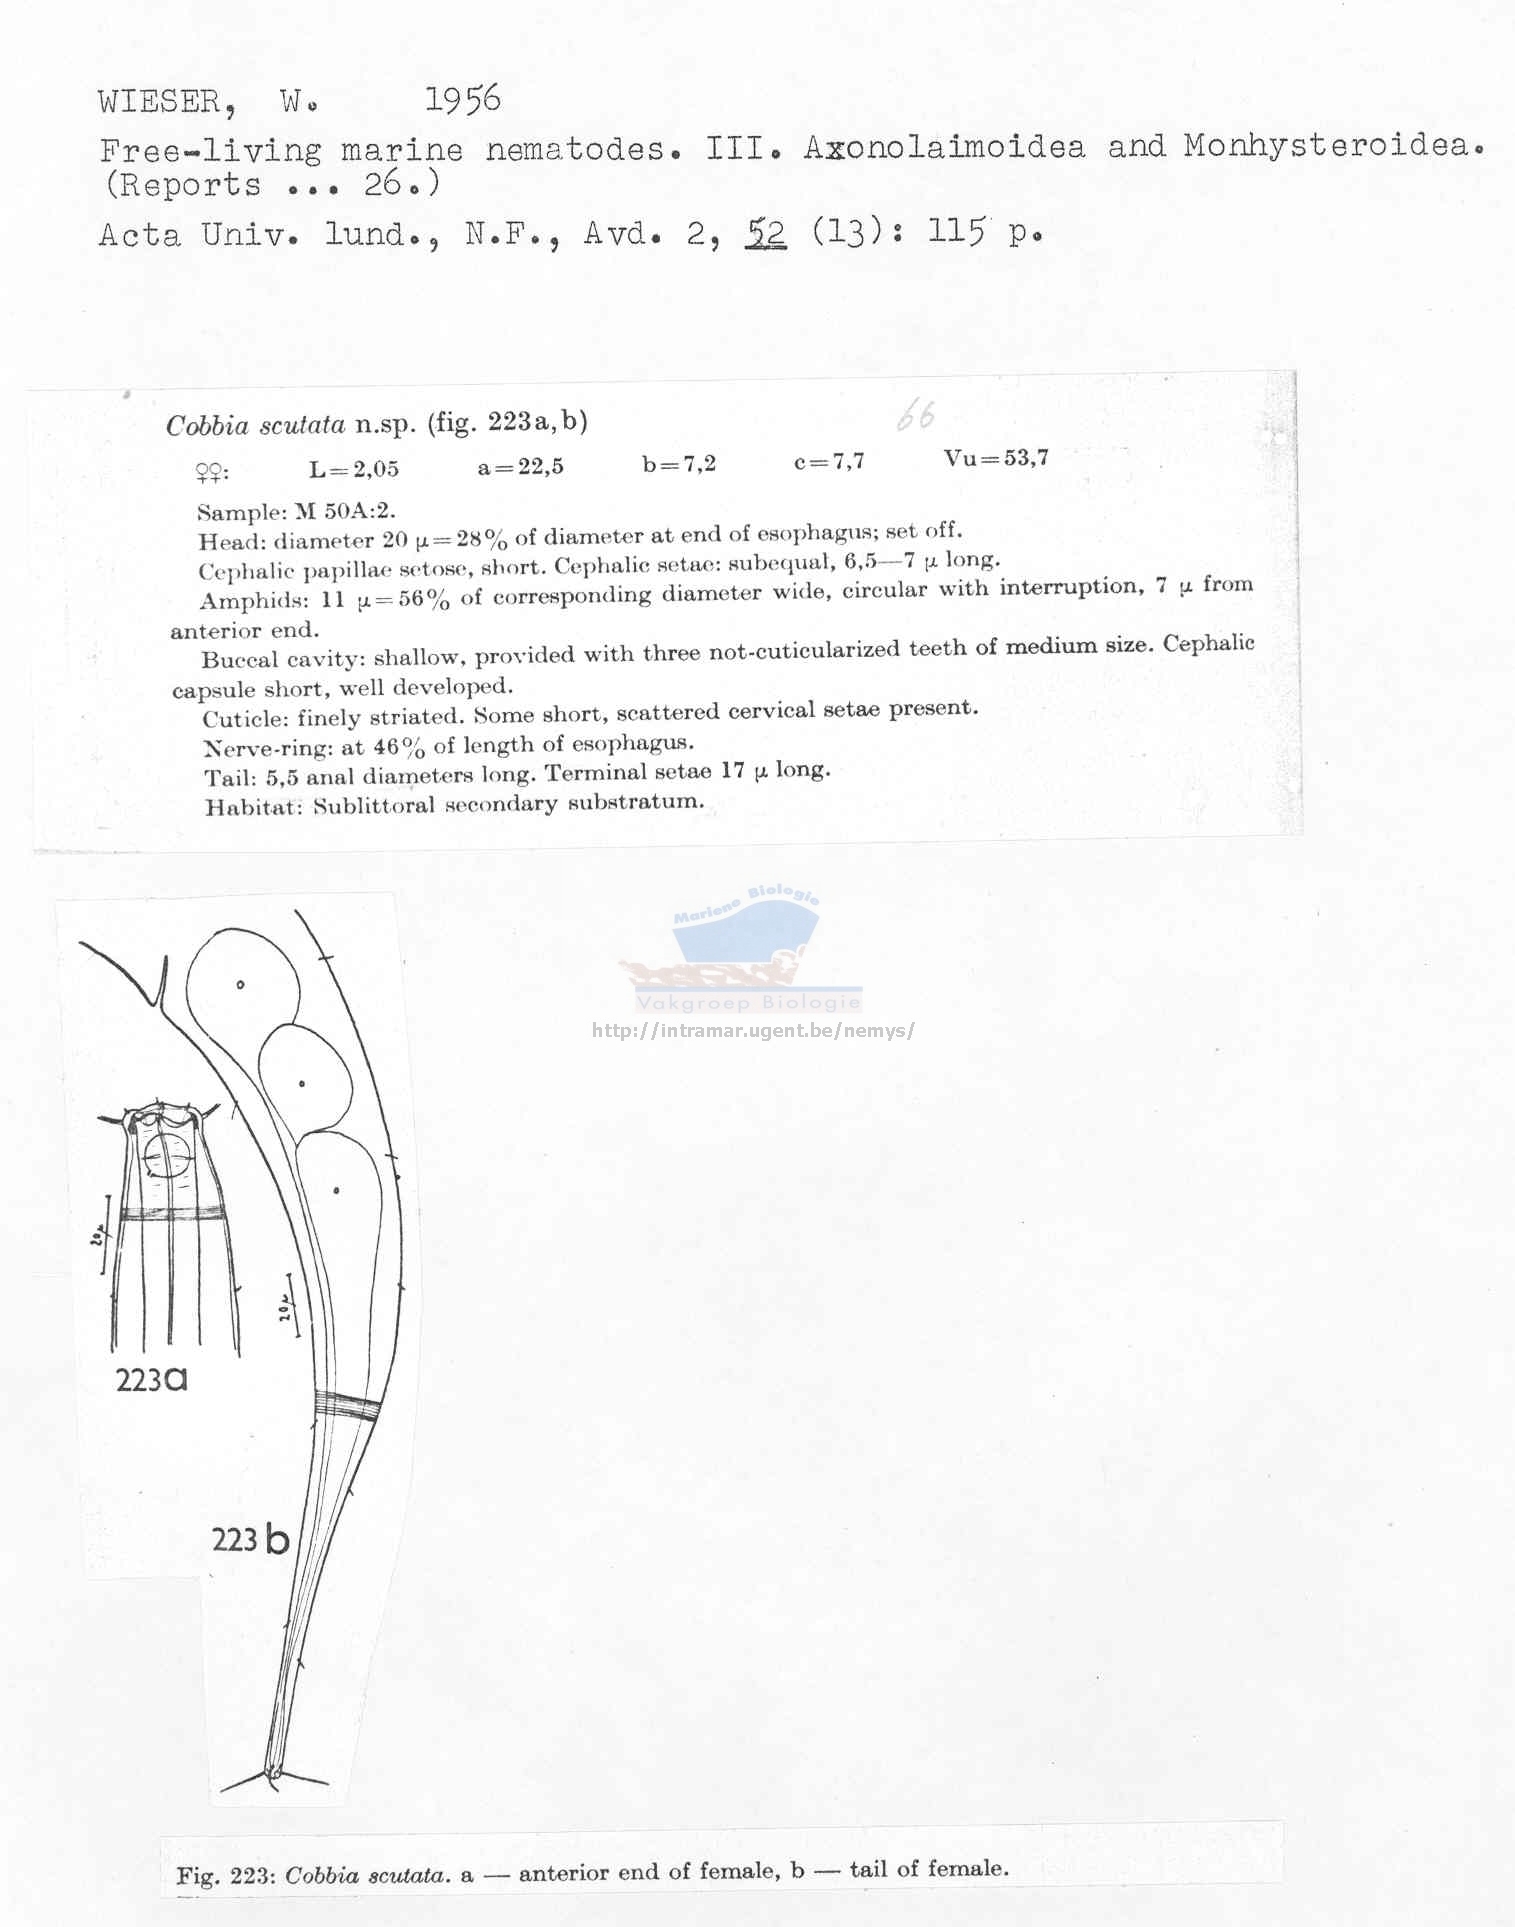 WIESER, W. 1956
Free-living marine nematodes. III. Axonolaimoidea and Monhysteroidea.
(Reports ... 26.)
Acta Univ. lund., N.F., Avd. 2, 52 (13): 115 p.
Cobbia scutata n.sp. (fig. 223a, b)
66
♀♀: L=2,05 a=22,5 b=7,2 c=7,7 Vu=53,7
Sample: M 50A:2.
Head: diameter 20 µ=28% of diameter at end of esophagus; set off.
Cephalic papillae setose, short. Cephalic setae: subequal, 6,5—7 µ long.
Amphids: 11 µ=56% of corresponding diameter wide, circular with interruption, 7 µ from
anterior end.
Buccal cavity: shallow, provided with three not-cuticularized teeth of medium size. Cephalic
capsule short, well developed.
Cuticle: finely striated. Some short, scattered cervical setae present.
Nerve-ring: at 46% of length of esophagus.
Tail: 5,5 anal diameters long. Terminal setae 17 µ long.
Habitat: Sublittoral secondary substratum.
Mariene Biologie
Vakgroep Biologie
http://intramar.ugent.be/nemys/
20µ
20µ
223a
223b
Fig. 223: Cobbia scutata. a — anterior end of female, b — tail of female.